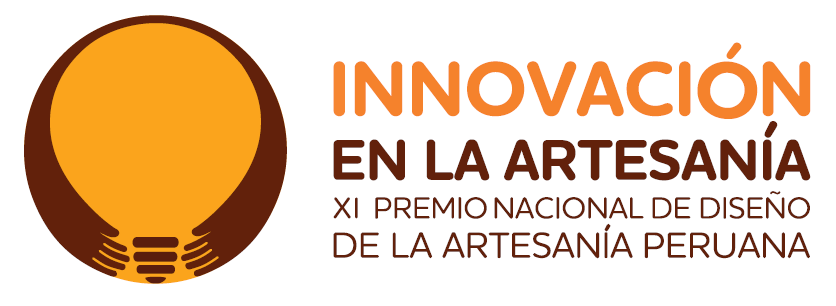 INNOVACIÓN
EN LA ARTESANÍA
XI PREMIO NACIONAL DE DISEÑO
DE LA ARTESANÍA PERUANA